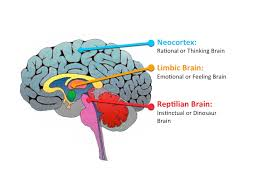 Neocortex:
Rational or Thinking Brain
Limbic Brain:
Emotional or Feeling Brain
Reptilian Brain:
Instinctual or Dinosaur
Brain